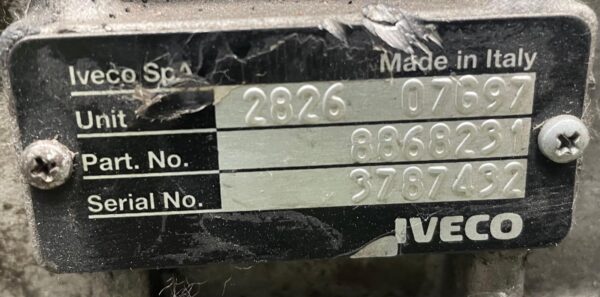 Iveco SpA Made in Italy
Unit 2826 07697
Part. No. 8868231
Serial No. 3787432
IVECO